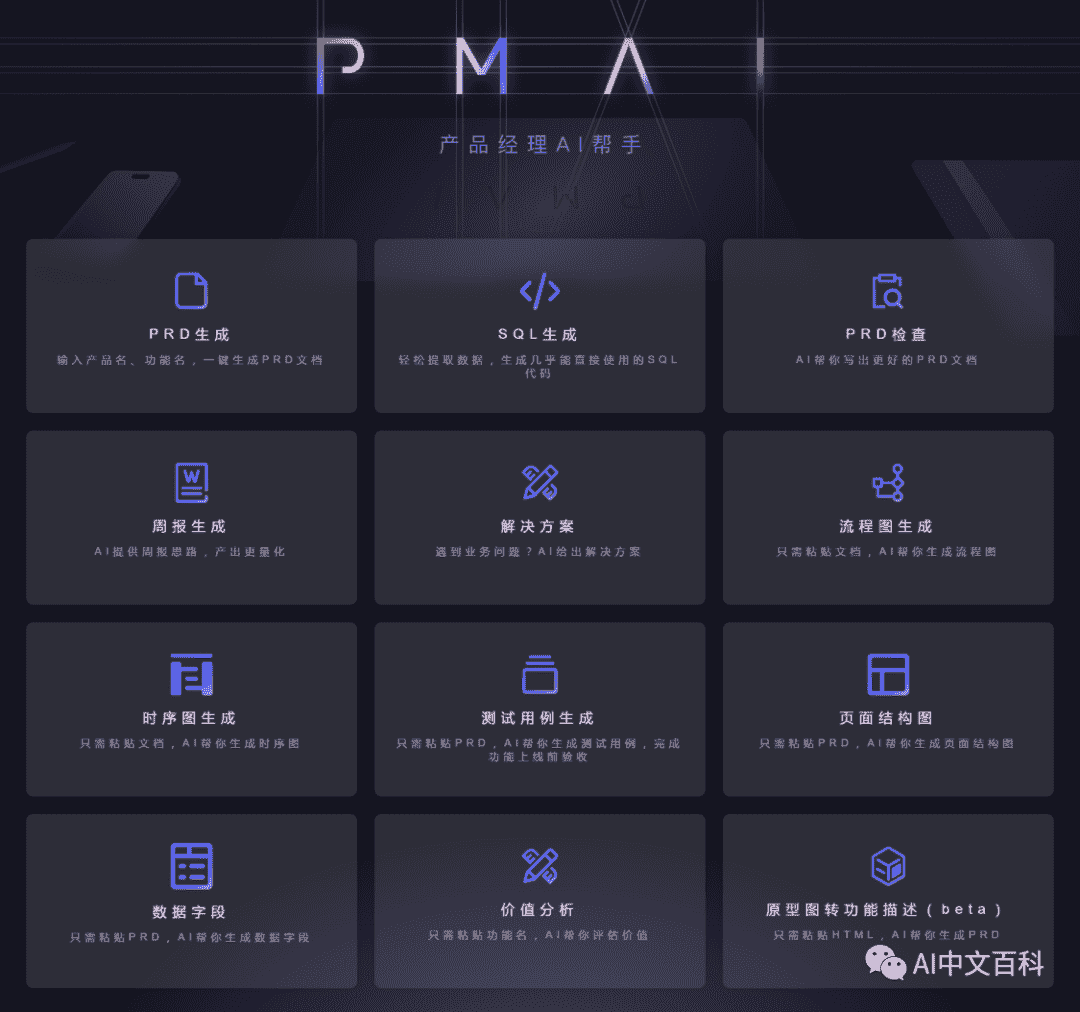 PMAI
产品经理AI帮手
PRD生成
输入产品名、功能名，一键生成PRD文档
SQL生成
轻松提取数据，生成几乎能直接使用的SQL
代码
PRD检查
AI帮你写出更好的PRD文档
周报生成
AI提供周报思路，产出更量化
解决方案
遇到业务问题？AI给出解决方案
流程图生成
只需粘贴文档，AI帮你生成流程图
时序图生成
只需粘贴文档，AI帮你生成时序图
测试用例生成
只需粘贴PRD，AI帮你生成测试用例，完成
功能上线前验收
页面结构图
只需粘贴PRD，AI帮你生成页面结构图
数据字段
只需粘贴PRD，AI帮你生成数据字段
价值分析
只需粘贴功能名，AI帮你评估价值
原型图转功能描述（beta）
只需粘贴HTML，AI帮你生成PRD
AI中文百科